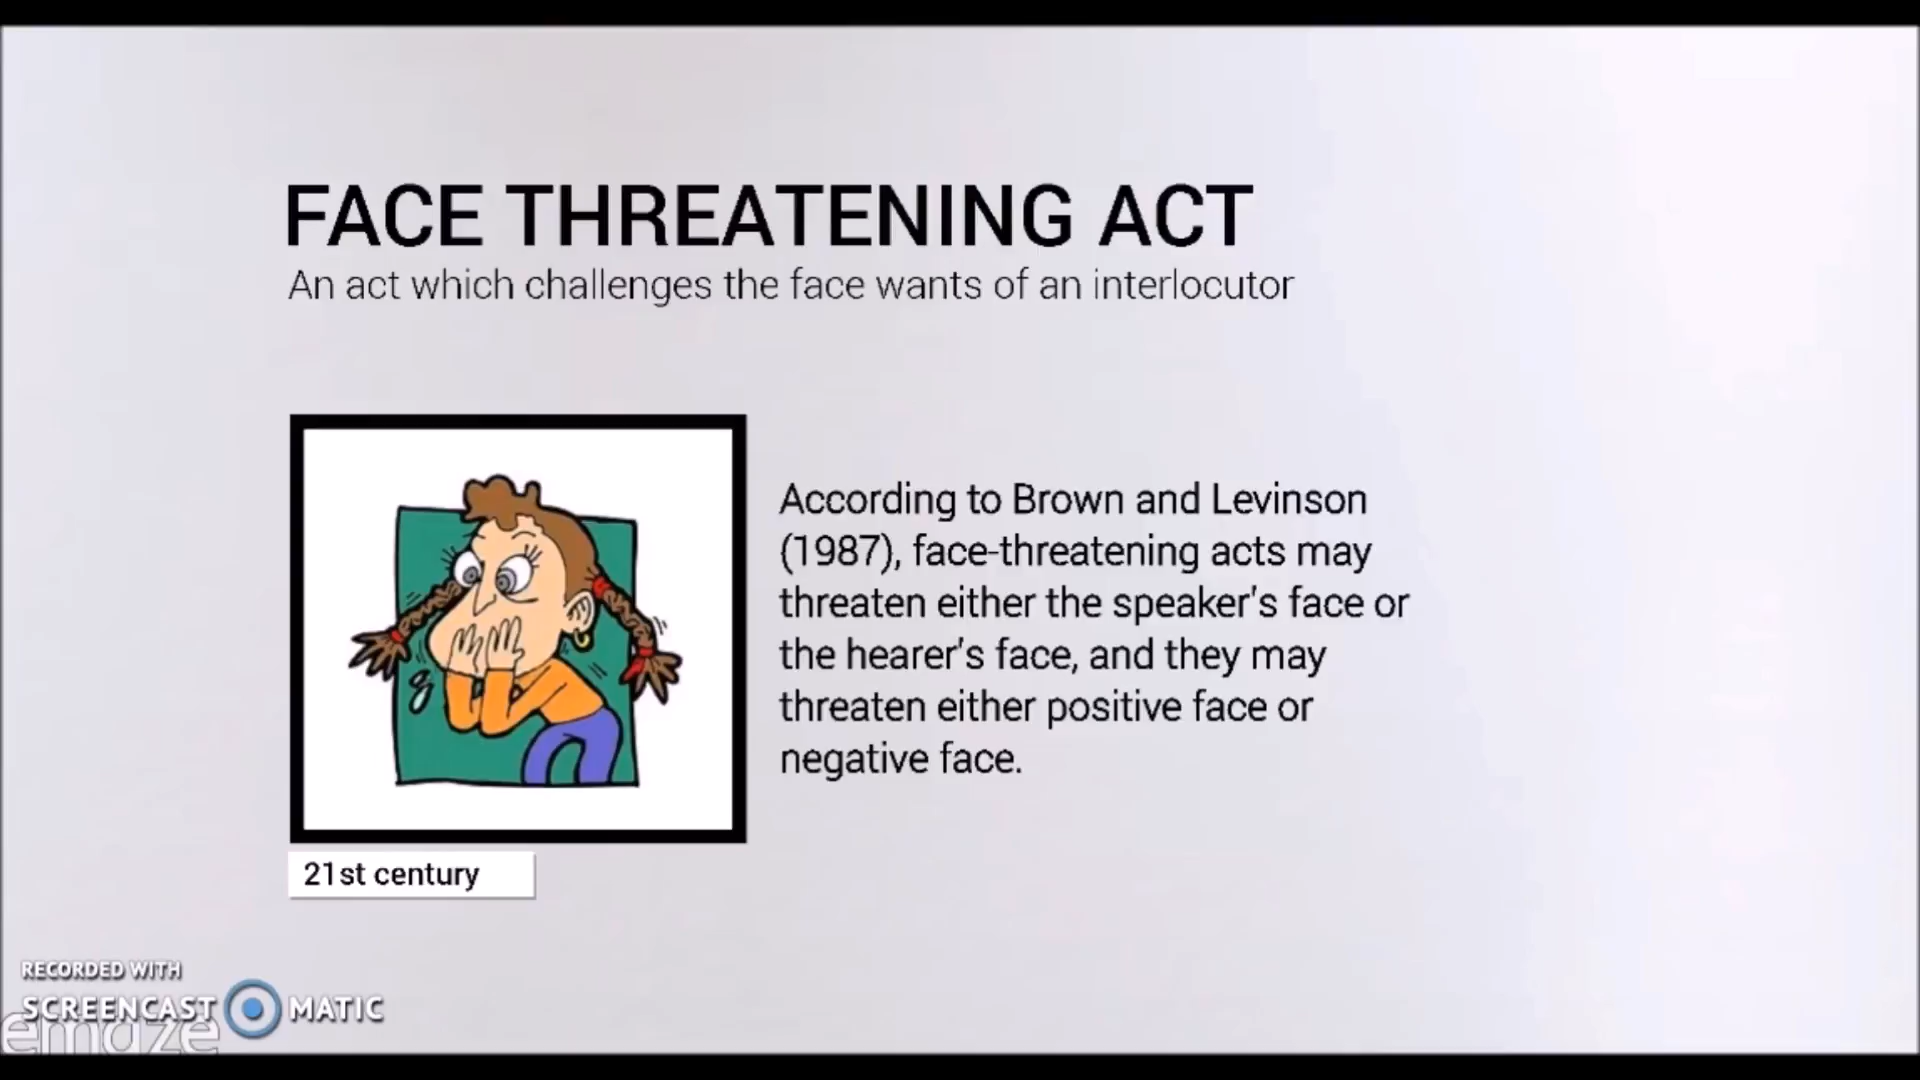 FACE THREATENING ACT
An act which challenges the face wants of an interlocutor
According to Brown and Levinson
(1987), face-threatening acts may
threaten either the speaker's face or
the hearer's face, and they may
threaten either positive face or
negative face.
21st century
RECORDED WITH
SCREENCAST MATIC
emaze